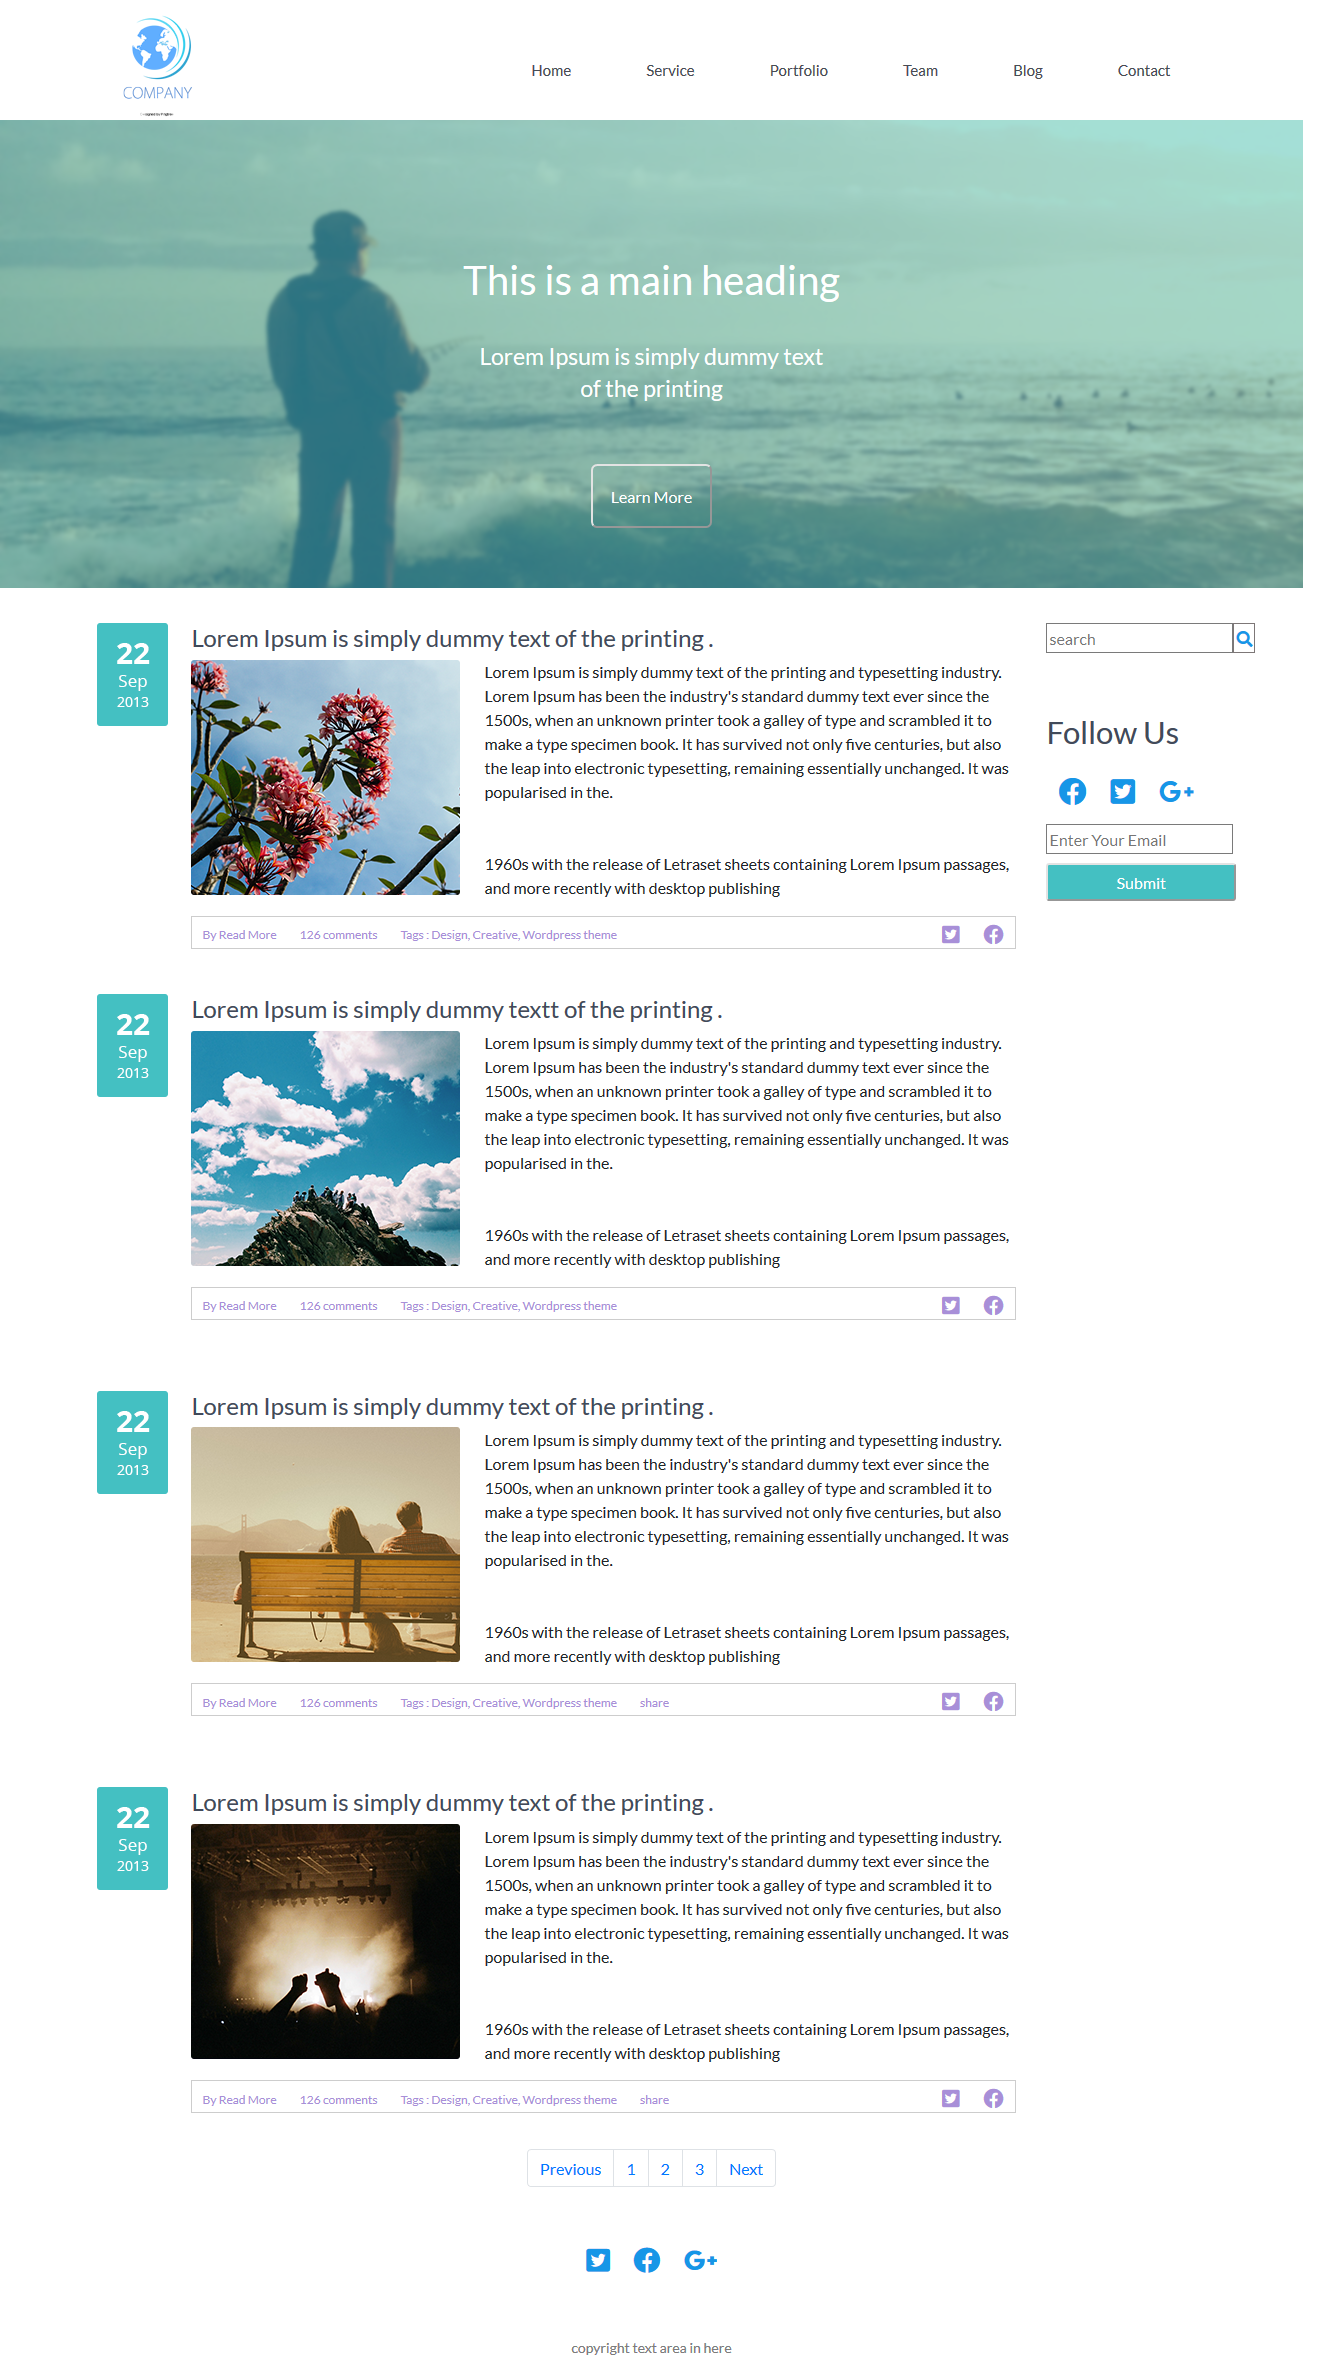 COMPANY
Home Service Portfolio Team Blog Contact
This is a main heading
Lorem Ipsum is simply dummy text
of the printing
Learn More
22
Sep
2013
Lorem Ipsum is simply dummy text of the printing .
Lorem Ipsum is simply dummy text of the printing and typesetting industry.
Lorem Ipsum has been the industry's standard dummy text ever since the
1500s, when an unknown printer took a galley of type and scrambled it to
make a type specimen book. It has survived not only five centuries, but also
the leap into electronic typesetting, remaining essentially unchanged. It was
popularised in the.
1960s with the release of Letraset sheets containing Lorem Ipsum passages,
and more recently with desktop publishing
By Read More 126 comments Tags : Design, Creative, Wordpress theme
search
Follow Us
G+
Enter Your Email
Submit
22
Sep
2013
Lorem Ipsum is simply dummy textt of the printing .
Lorem Ipsum is simply dummy text of the printing and typesetting industry.
Lorem Ipsum has been the industry's standard dummy text ever since the
1500s, when an unknown printer took a galley of type and scrambled it to
make a type specimen book. It has survived not only five centuries, but also
the leap into electronic typesetting, remaining essentially unchanged. It was
popularised in the.
1960s with the release of Letraset sheets containing Lorem Ipsum passages,
and more recently with desktop publishing
By Read More 126 comments Tags : Design, Creative, Wordpress theme
22
Sep
2013
Lorem Ipsum is simply dummy text of the printing .
Lorem Ipsum is simply dummy text of the printing and typesetting industry.
Lorem Ipsum has been the industry's standard dummy text ever since the
1500s, when an unknown printer took a galley of type and scrambled it to
make a type specimen book. It has survived not only five centuries, but also
the leap into electronic typesetting, remaining essentially unchanged. It was
popularised in the.
1960s with the release of Letraset sheets containing Lorem Ipsum passages,
and more recently with desktop publishing
By Read More 126 comments Tags : Design, Creative, Wordpress theme share
22
Sep
2013
Lorem Ipsum is simply dummy text of the printing .
Lorem Ipsum is simply dummy text of the printing and typesetting industry.
Lorem Ipsum has been the industry's standard dummy text ever since the
1500s, when an unknown printer took a galley of type and scrambled it to
make a type specimen book. It has survived not only five centuries, but also
the leap into electronic typesetting, remaining essentially unchanged. It was
popularised in the.
1960s with the release of Letraset sheets containing Lorem Ipsum passages,
and more recently with desktop publishing
By Read More 126 comments Tags : Design, Creative, Wordpress theme share
Previous 1 2 3 Next
G+
copyright text area in here